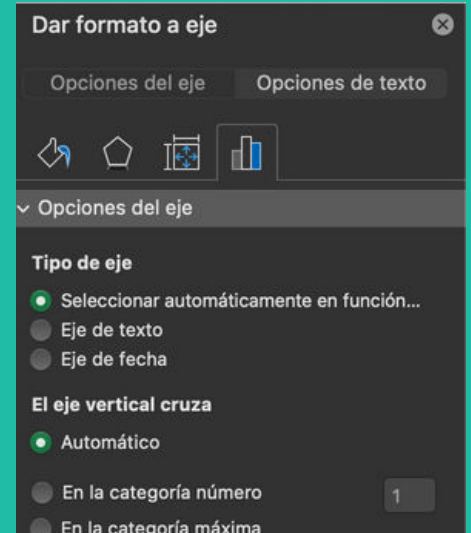 Dar formato a eje
Opciones del eje Opciones de texto
Opciones del eje
Tipo de eje
Seleccionar automáticamente en función...
Eje de texto
Eje de fecha
El eje vertical cruza
Automático
En la categoría número 1
En la categoría máxima